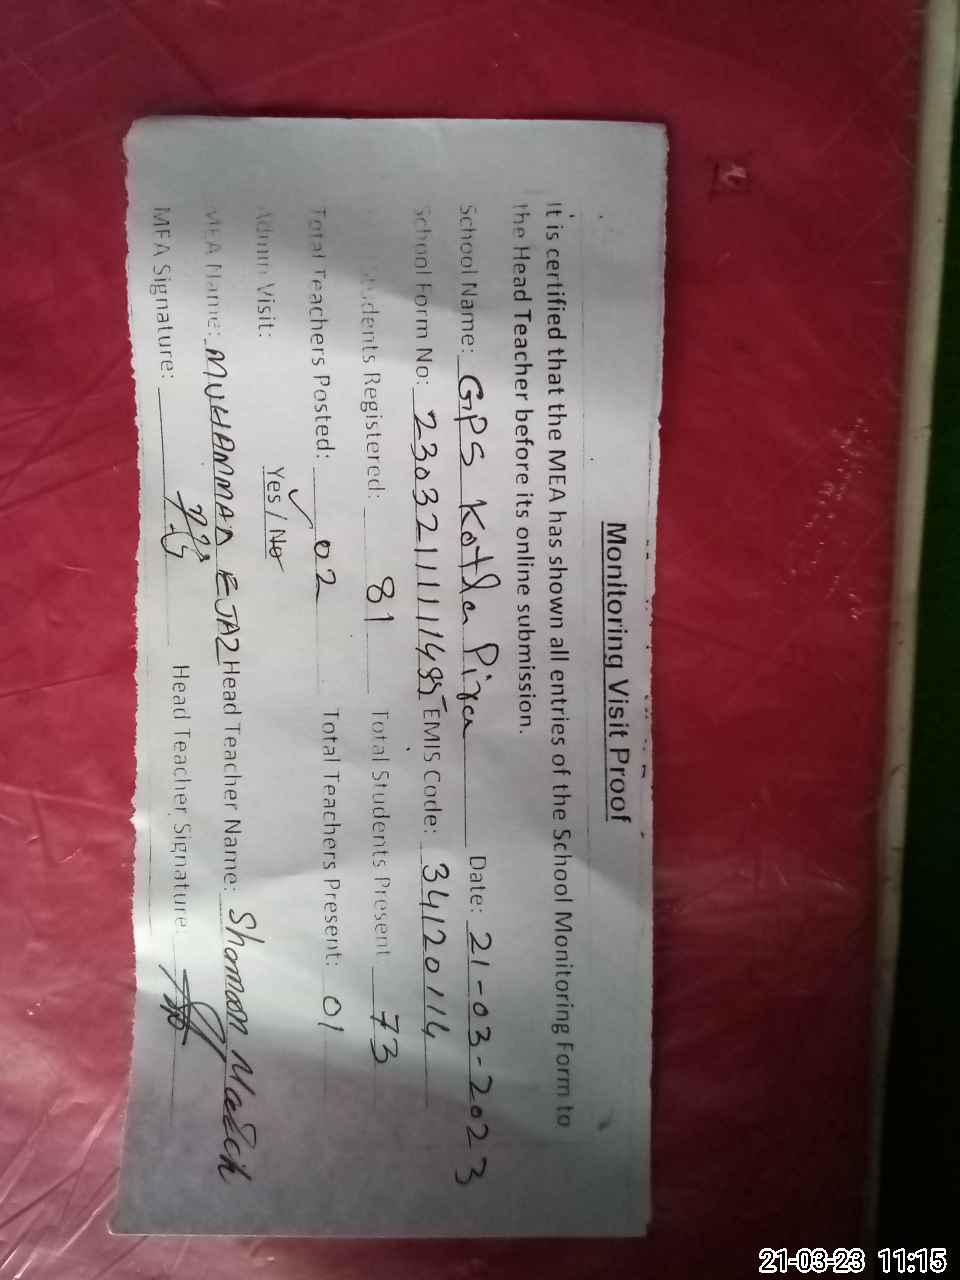 Monitoring Visit Proof
It is certified that the MEA has shown all entries of the School Monitoring Form to
the Head Teacher before its online submission.
School Name: GPS Kotla Pira Date: 21-03-2023
School Form No: EMIS Code: 34120114
Students Registered: 81 Total Students Present 73
Total Teachers Posted: 02 Total Teachers Present: 01
Admin Visit: Yes / No
MEA Name: MUHAMMAD EJAZ Head Teacher Name: Shamoon Maseh
MEA Signature: Head Teacher Signature
21-03-23 11:15